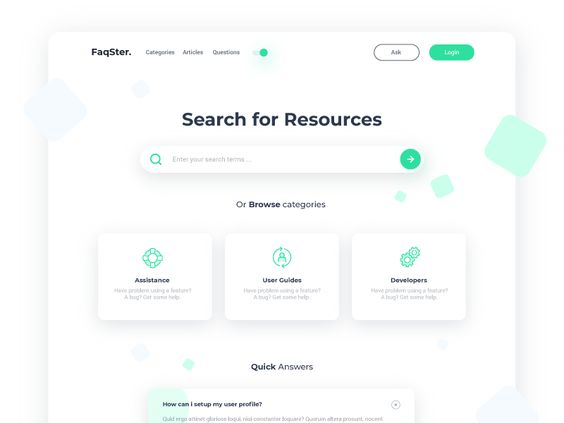 FaqSter.
Categories Articles Questions
Ask
Login
Search for Resources
Enter your search terms ...
Or Browse categories
Assistance
Have problem using a feature?
A bug? Get some help.
User Guides
Have problem using a feature?
A bug? Get some help.
Developers
Have problem using a feature?
A bug? Get some help.
Quick Answers
How can i setup my user profile?
Quid ergo attinet gloriose loqui, nisi constanter loquare? Quorum altera prosunt, nocent